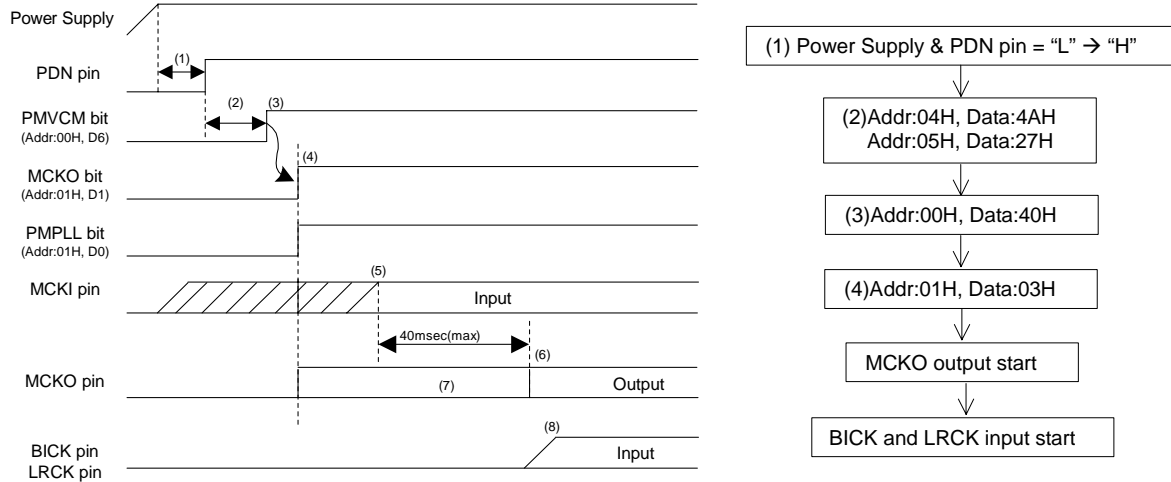 Power Supply
(1)
PDN pin
(2)
(3)
PMVCM bit
(Addr:00H, D6)
(4)
MCKO bit
(Addr:01H, D1)
PMPLL bit
(Addr:01H, D0)
(5)
MCKI pin
Input
40msec(max)
(6)
MCKO pin
(7)
Output
(8)
BICK pin
LRCK pin
Input
(1) Power Supply & PDN pin = “L” → “H”
(2)Addr:04H, Data:4AH
Addr:05H, Data:27H
(3)Addr:00H, Data:40H
(4)Addr:01H, Data:03H
MCKO output start
BICK and LRCK input start